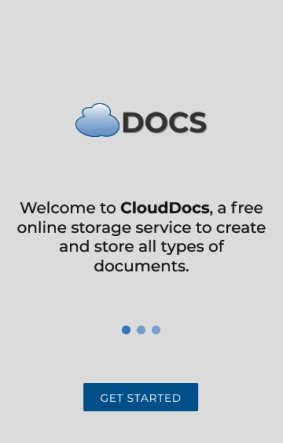 DOCS
Welcome to CloudDocs, a free
online storage service to create
and store all types of
documents.
GET STARTED